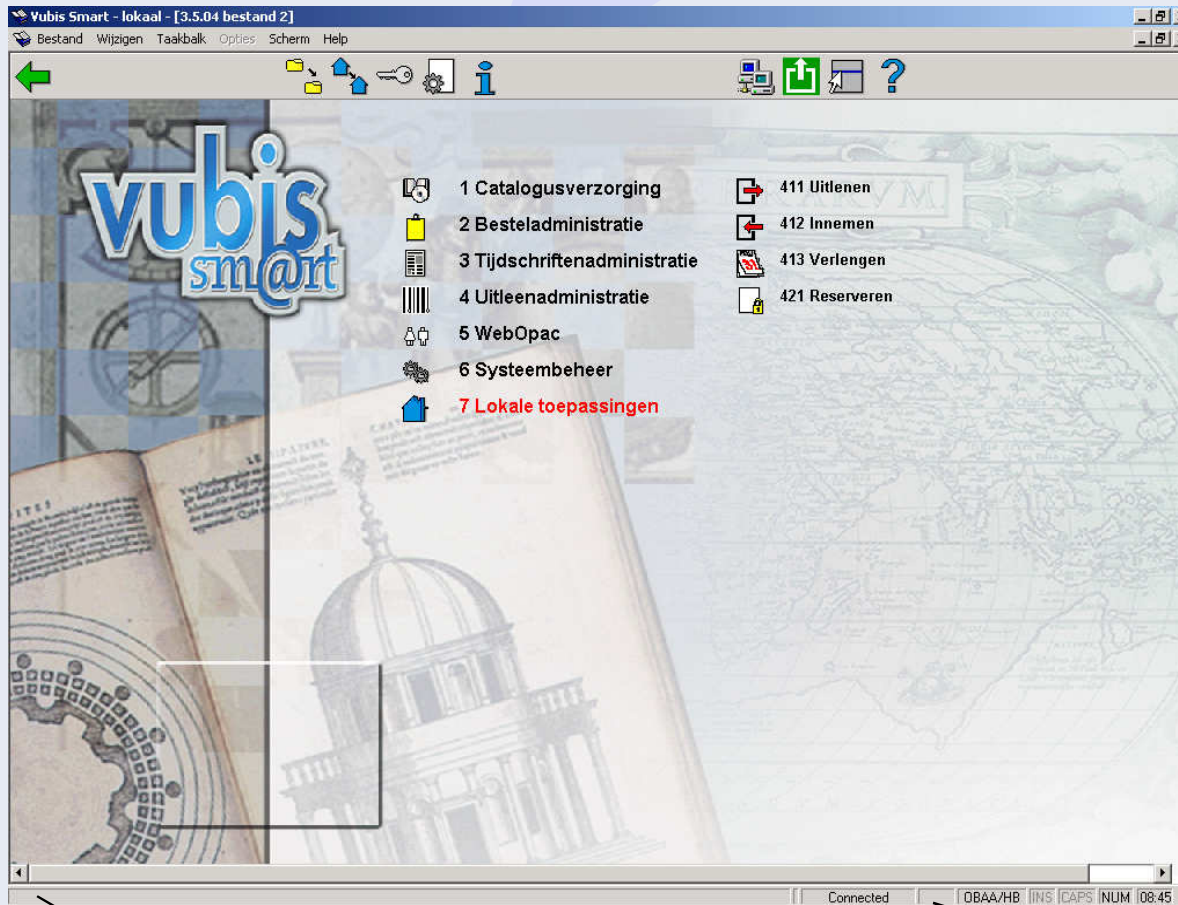 Vubis Smart - lokaal - [3.5.04 bestand 2]
Bestand Wijzigen Taakbalk Opties Scherm Help
vubis
sm@rt
1 Catalogusverzorging
2 Besteladministratie
3 Tijdschriftenadministratie
4 Uitleenadministratie
5 WebOpac
6 Systeembeheer
7 Lokale toepassingen
411 Uitlenen
412 Innemen
413 Verlengen
421 Reserveren
Connected OBAA/HB INS CAPS NUM 08:45